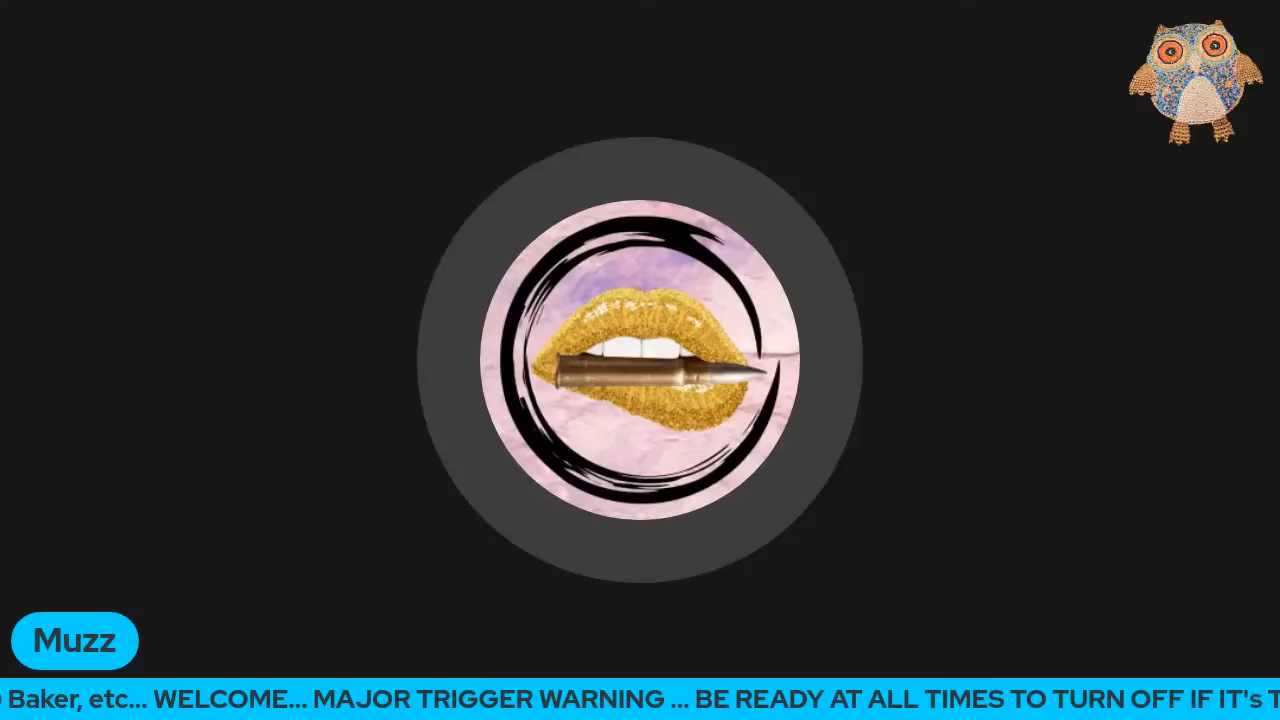 Muzz
Baker, etc... WELCOME... MAJOR TRIGGER WARNING ... BE READY AT ALL TIMES TO TURN OFF IF IT's